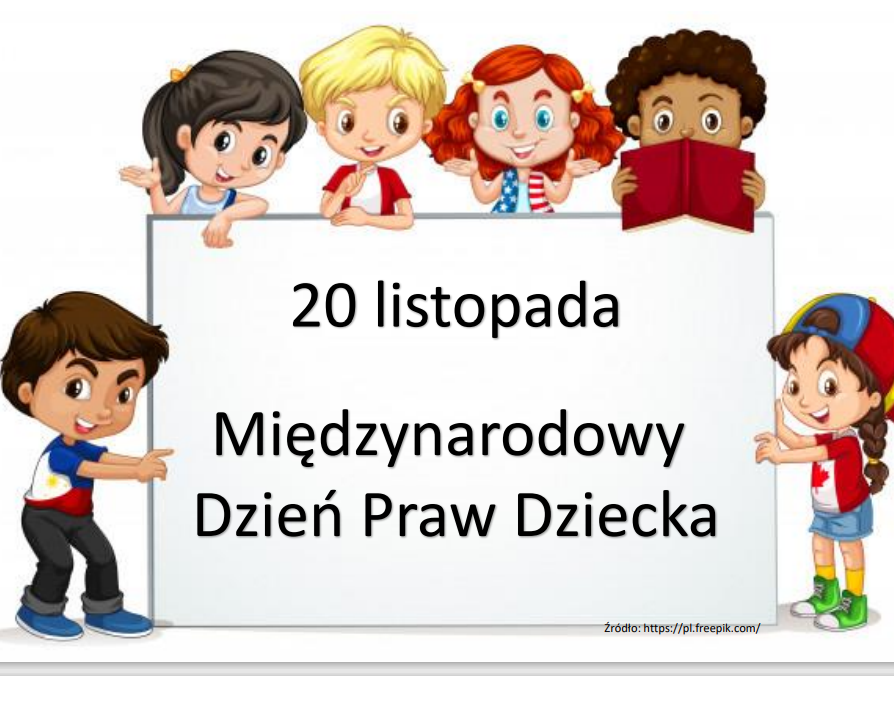 20 listopada
Międzynarodowy
Dzień Praw Dziecka
Źródło: https://pl.freepik.com/